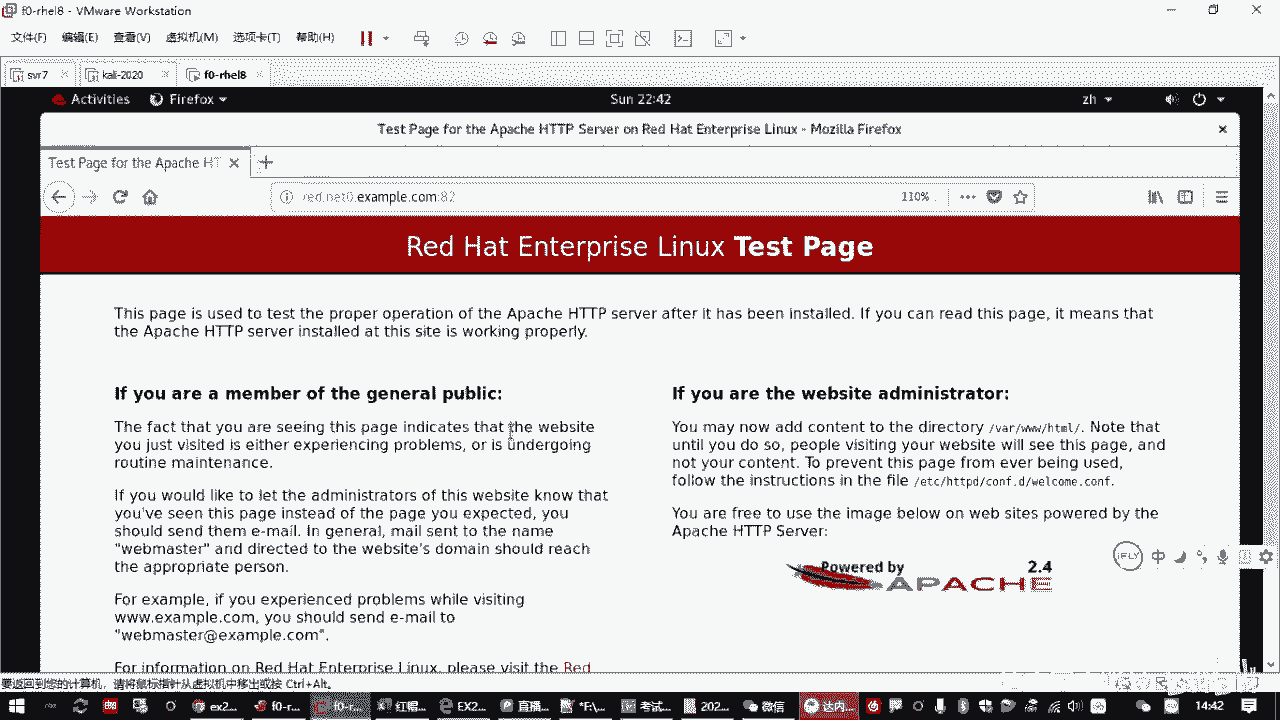 f0-rhel8 - VMware Workstation
文件(F) 编辑(E) 查看(V) 虚拟机(M) 选项卡(T) 帮助(H)
svr7 kali-2020 f0-rhel8
Activities Firefox Sun 22:42 zh
Test Page for the Apache HTTP Server on Red Hat Enterprise Linux - Mozilla Firefox
Test Page for the Apache HT
red.net0.example.com:82 110%
Red Hat Enterprise Linux Test Page
This page is used to test the proper operation of the Apache HTTP server after it has been installed. If you can read this page, it means that
the Apache HTTP server installed at this site is working properly.
If you are a member of the general public:
The fact that you are seeing this page indicates that the website
you just visited is either experiencing problems, or is undergoing
routine maintenance.
If you would like to let the administrators of this website know that
you've seen this page instead of the page you expected, you
should send them e-mail. In general, mail sent to the name
"webmaster" and directed to the website's domain should reach
the appropriate person.
For example, if you experienced problems while visiting
www.example.com, you should send e-mail to
"webmaster@example.com".
For information on Red Hat Enterprise Linux, please visit the Red
If you are the website administrator:
You may now add content to the directory /var/www/html/. Note that
until you do so, people visiting your website will see this page, and
not your content. To prevent this page from ever being used,
follow the instructions in the file /etc/httpd/conf.d/welcome.conf.
You are free to use the image below on web sites powered by the
Apache HTTP Server:
Powered by 2.4
APACHE
iFLY 中
要返回到您的计算机，请将鼠标指针从虚拟机中移出或按 Ctrl+Alt。
ex2... f0-r... f0-r... 红帽... EX2... 直播... *F:\... 考试... 202... 微信 达内... 14:42